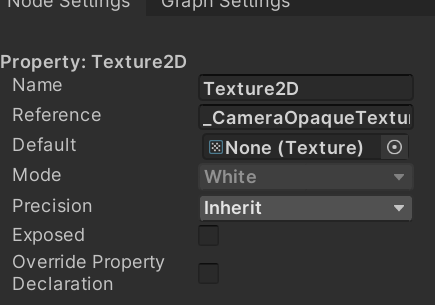 Node Settings Graph Settings
Property: Texture2D
Name Texture2D
Reference _CameraOpaqueTextur
Default None (Texture)
Mode White
Precision Inherit
Exposed
Override Property
Declaration